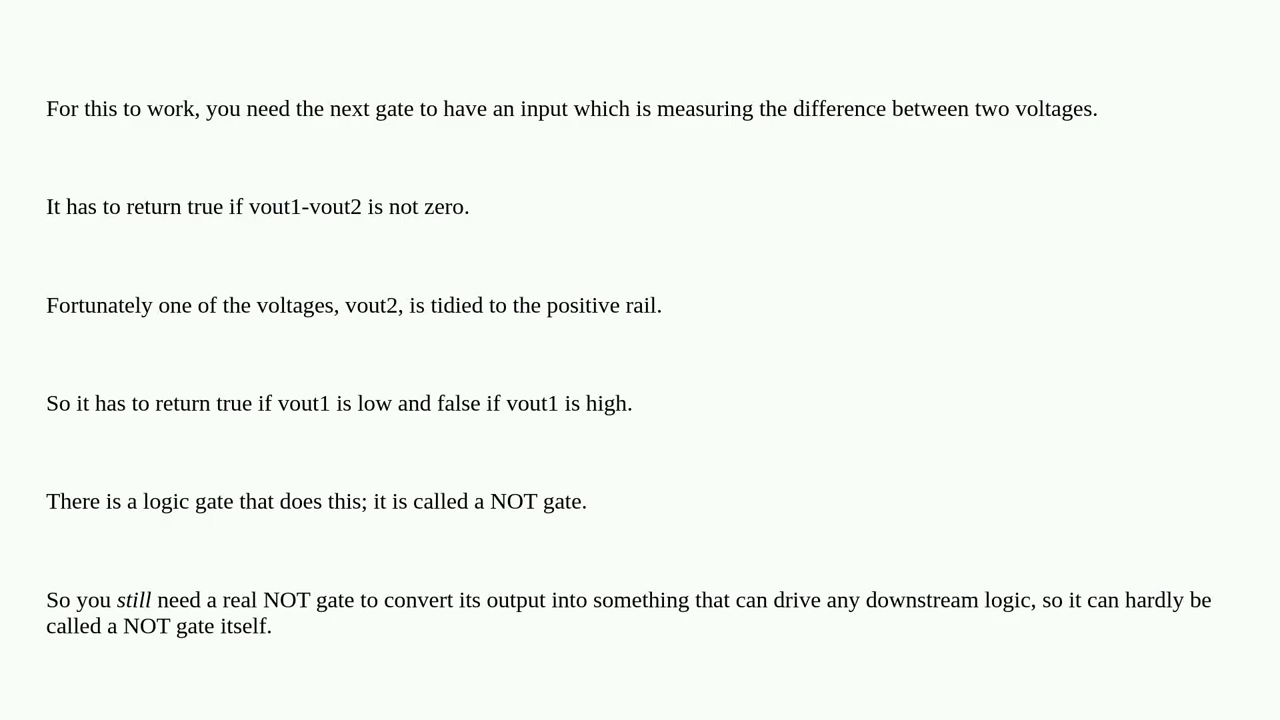 For this to work, you need the next gate to have an input which is measuring the difference between two voltages.
It has to return true if vout1-vout2 is not zero.
Fortunately one of the voltages, vout2, is tidied to the positive rail.
So it has to return true if vout1 is low and false if vout1 is high.
There is a logic gate that does this; it is called a NOT gate.
So you still need a real NOT gate to convert its output into something that can drive any downstream logic, so it can hardly be
called a NOT gate itself.